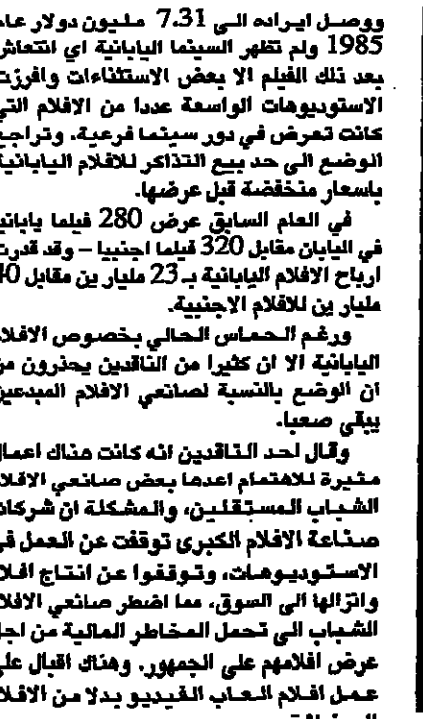 ووصل ايراده الى 7.31 مليون دولار عام
1985 ولم تظهر السينما اليابانية اي انتعاش
بعد ذلك الفيلم الا بعض الاستثناءات وافرزت
الاستوديوهات الواسعة عددا من الافلام التي
كانت تعرض في دور سينما فرعية، وتراجع
الوضع الى حد بيع التذاكر للافلام اليابانية
باسعار منخفضة قبل عرضها.
في العام السابق عرض 280 فيلما يابانيا
في اليابان مقابل 320 فيلما اجنبيا – وقد قدرت
ارباح الافلام اليابانية بـ 23 مليار ين مقابل 40
مليار ين للافلام الاجنبية.
ورغم الحماس الحالي بخصوص الافلام
اليابانية الا ان كثيرا من الناقدين يحذرون من
ان الوضع بالنسبة لصانعي الافلام المبدعين
يبقى صعبا.
وقال احد الناقدين انه كانت هناك اعمال
مثيرة للاهتمام اعدها بعض صانعي الافلام
الشباب المستقلين، والمشكلة ان شركات
صناعة الافلام الكبرى توقفت عن العمل في
الاستوديوهات، وتوقفوا عن انتاج افلام
وانزالها الى السوق، مما اضطر صانعي الافلام
الشباب الى تحمل المخاطر المالية من اجل
عرض افلامهم على الجمهور. وهناك اقبال على
عمل افلام العاب الفيديو بدلا من الافلام